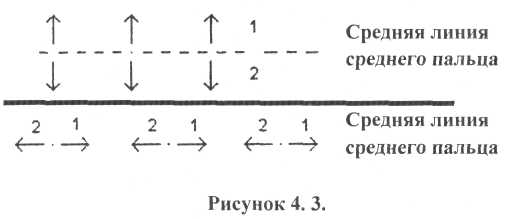 1
Средняя линия
среднего пальца
2
2 1 2 1 2 1
Средняя линия
среднего пальца
Рисунок 4. 3.